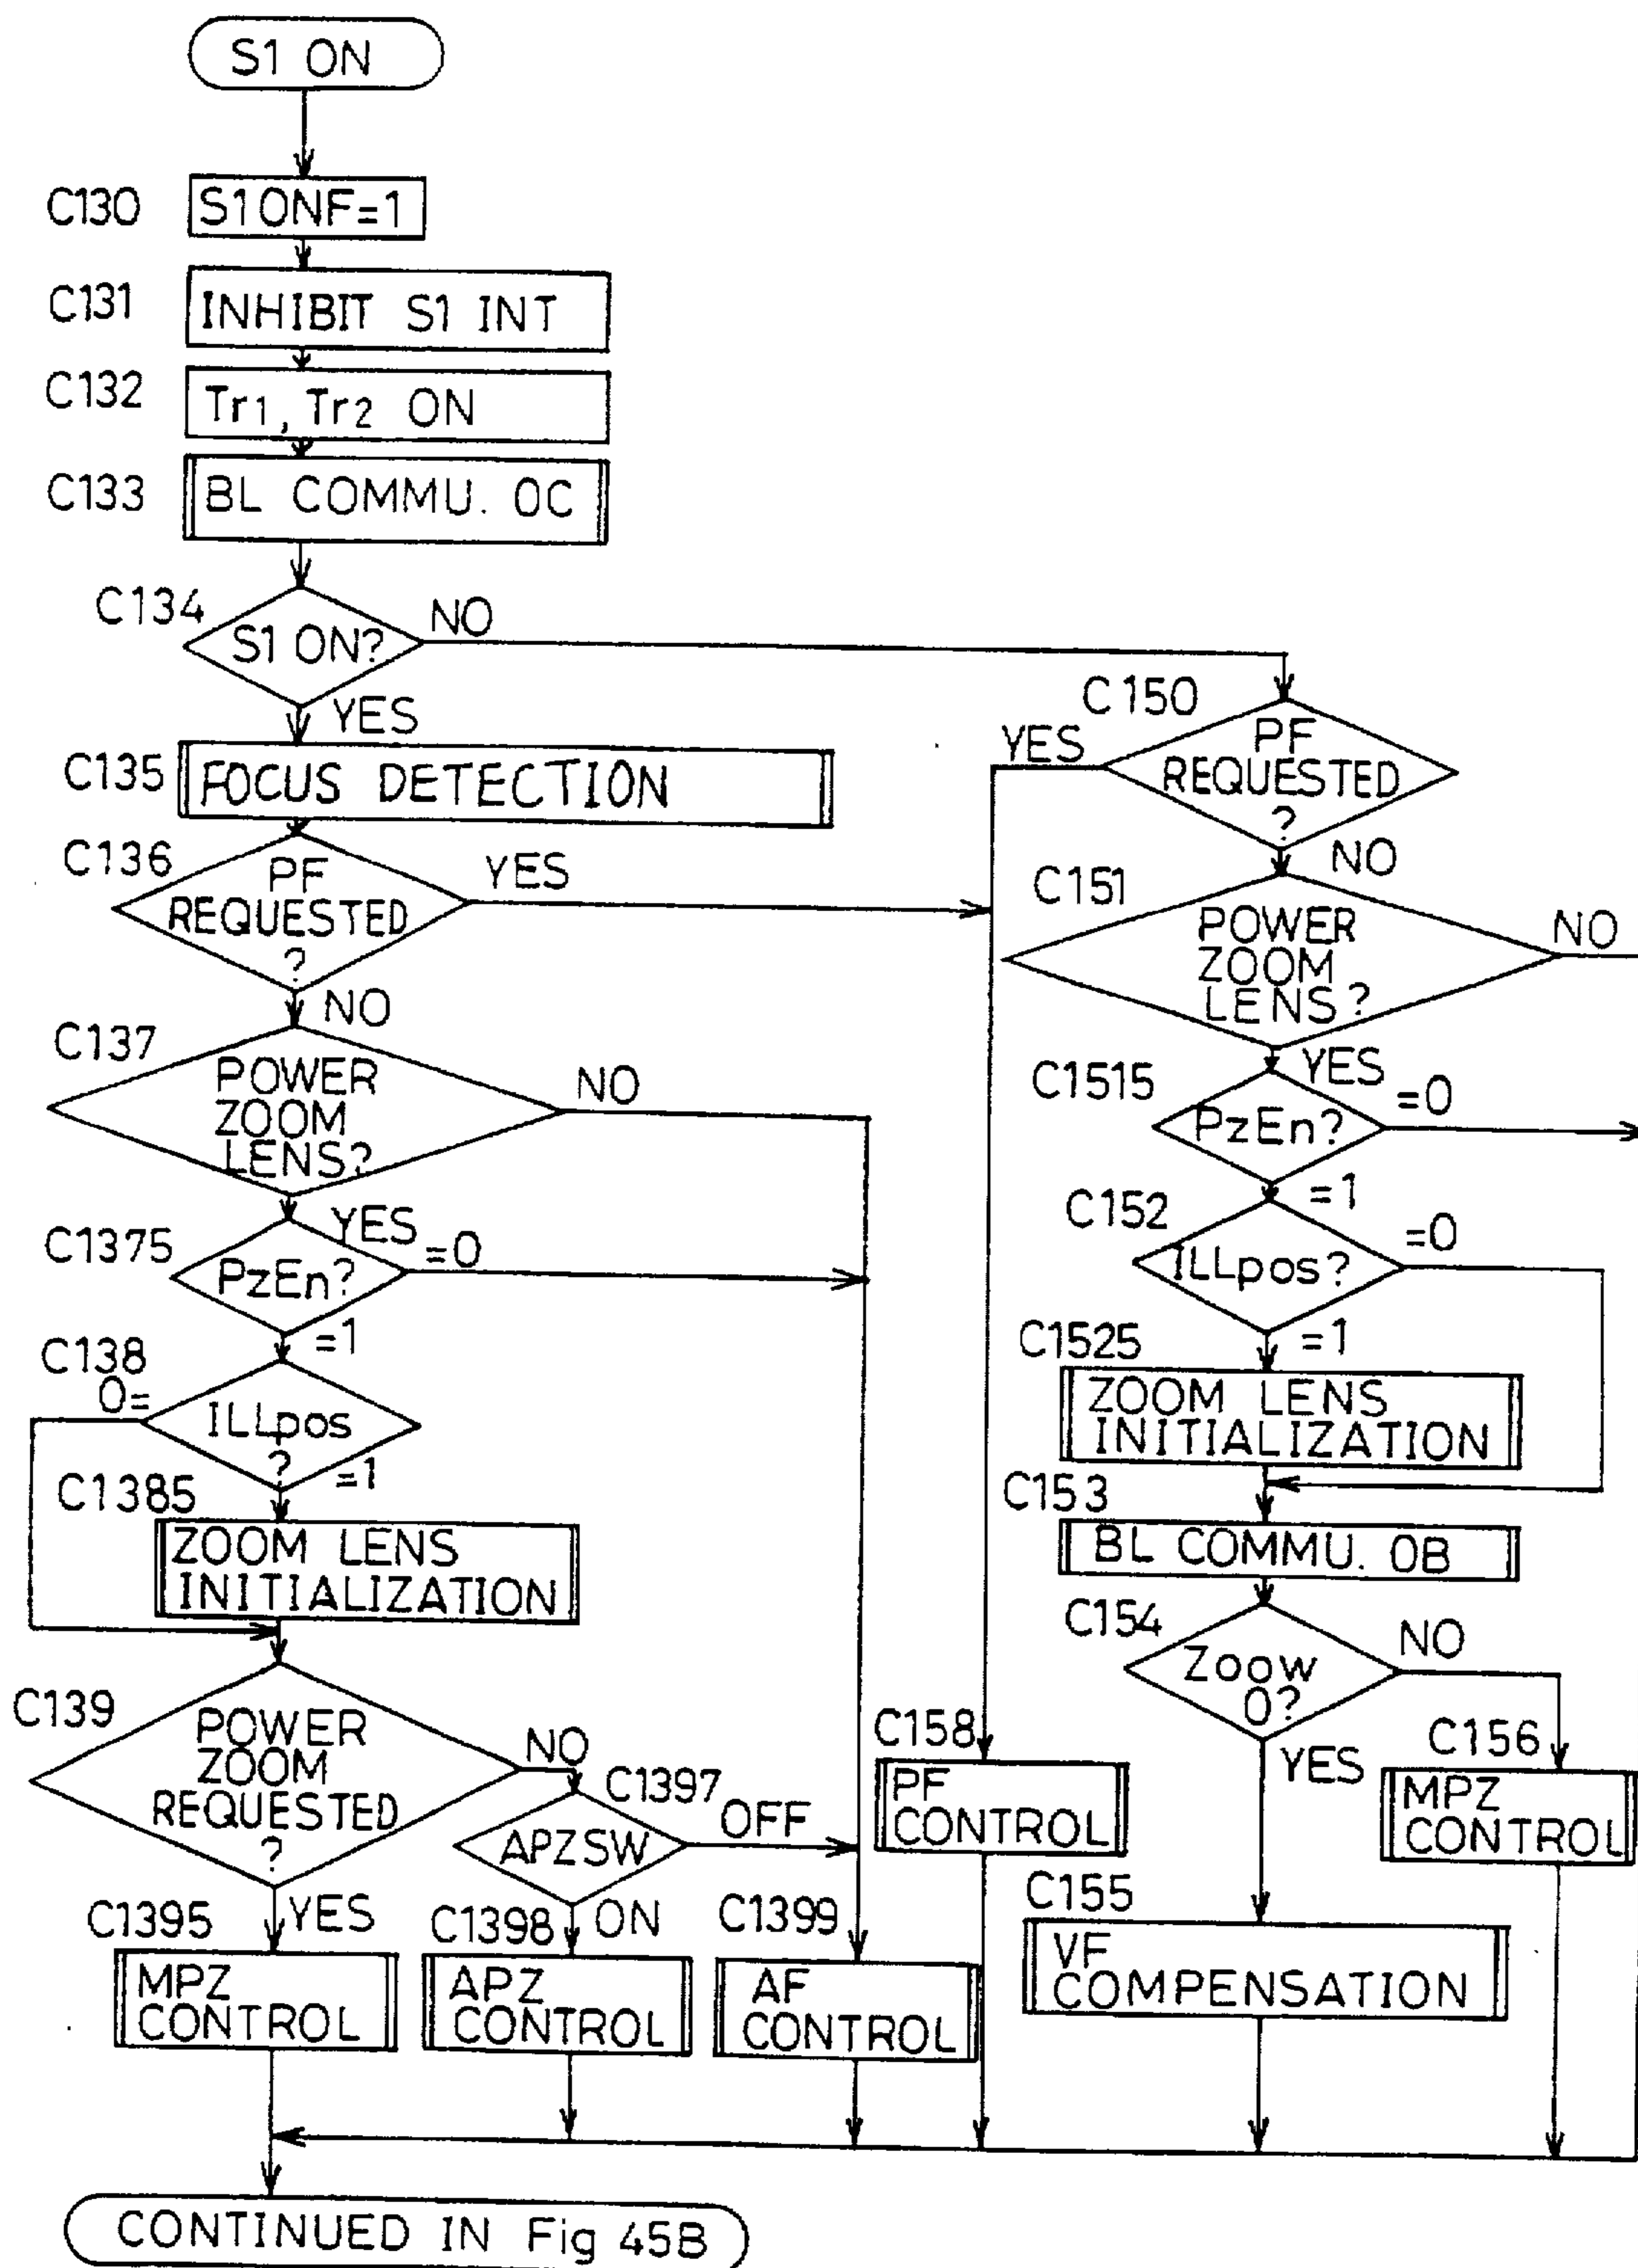 S1 ON
C130
S1ONF=1
C131
INHIBIT S1 INT
C132
Tr1, Tr2 ON
C133
BL COMMU. 0C
C134
S1 ON?
NO
YES
C135
FOCUS DETECTION
C136
PF
REQUESTED
?
YES
NO
C137
POWER
ZOOM
LENS?
NO
YES
C1375
PzEn?
=0
=1
C138
0=
ILLpos
?
=1
C1385
ZOOM LENS
INITIALIZATION
C139
POWER
ZOOM
REQUESTED
?
NO
YES
C1397
APZSW
OFF
ON
C1395
MPZ
CONTROL
C1398
APZ
CONTROL
C1399
AF
CONTROL
C150
PF
REQUESTED
?
YES
NO
C151
POWER
ZOOM
LENS?
NO
YES
C1515
PzEn?
=0
=1
C152
ILLpos?
=0
=1
C1525
ZOOM LENS
INITIALIZATION
C153
BL COMMU. 0B
C154
Zoow
0?
NO
YES
C158
PF
CONTROL
C156
MPZ
CONTROL
C155
VF
COMPENSATION
CONTINUED IN Fig 45B